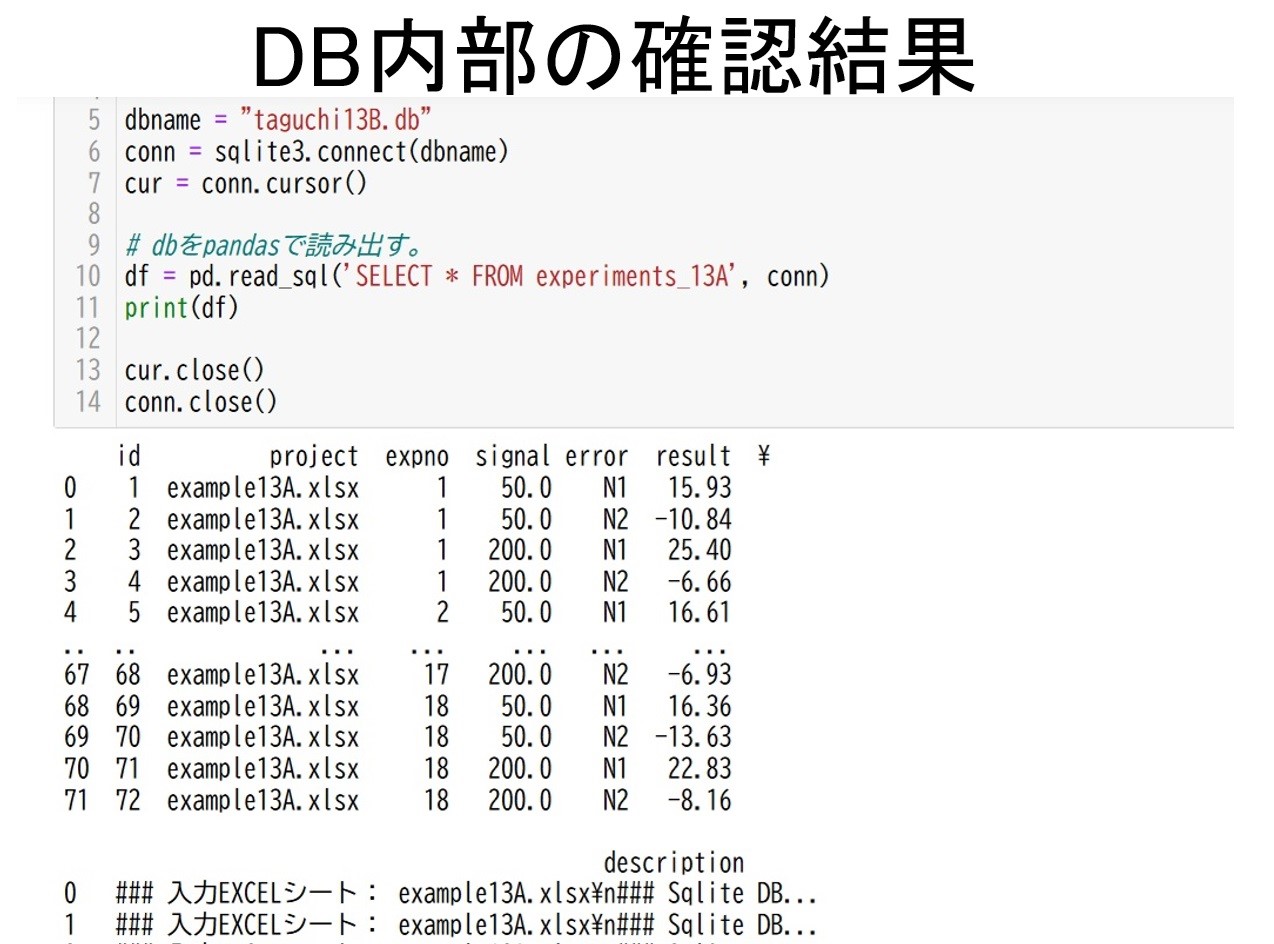 DB内部の確認結果
5 dbname = ”taguchi13B.db”
6 conn = sqlite3.connect(dbname)
7 cur = conn.cursor()
8
9 # dbをpandasで読み出す。
10 df = pd.read_sql(’SELECT * FROM experiments_13A’, conn)
11 print(df)
12
13 cur.close()
14 conn.close()
id project expno signal error result ¥
0 1 example13A.xlsx 1 50.0 N1 15.93
1 2 example13A.xlsx 1 50.0 N2 -10.84
2 3 example13A.xlsx 1 200.0 N1 25.40
3 4 example13A.xlsx 1 200.0 N2 -6.66
4 5 example13A.xlsx 2 50.0 N1 16.61
.. .. ... ... ... ... ...
67 68 example13A.xlsx 17 200.0 N2 -6.93
68 69 example13A.xlsx 18 50.0 N1 16.36
69 70 example13A.xlsx 18 50.0 N2 -13.63
70 71 example13A.xlsx 18 200.0 N1 22.83
71 72 example13A.xlsx 18 200.0 N2 -8.16
description
0 ### 入力EXCELシート： example13A.xlsx¥n### Sqlite DB...
1 ### 入力EXCELシート： example13A.xlsx¥n### Sqlite DB...